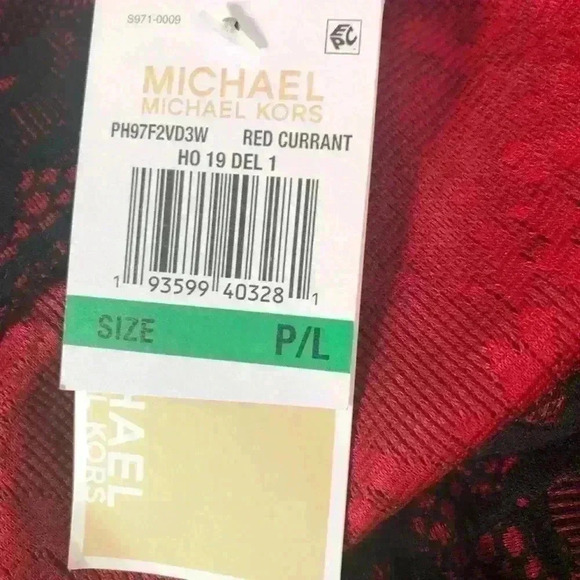 S971-0009
EPC
MICHAEL
MICHAEL KORS
PH97F2VD3W RED CURRANT
HO 19 DEL 1
1 93599 40328 1
SIZE P/L
HAEL
L KORS